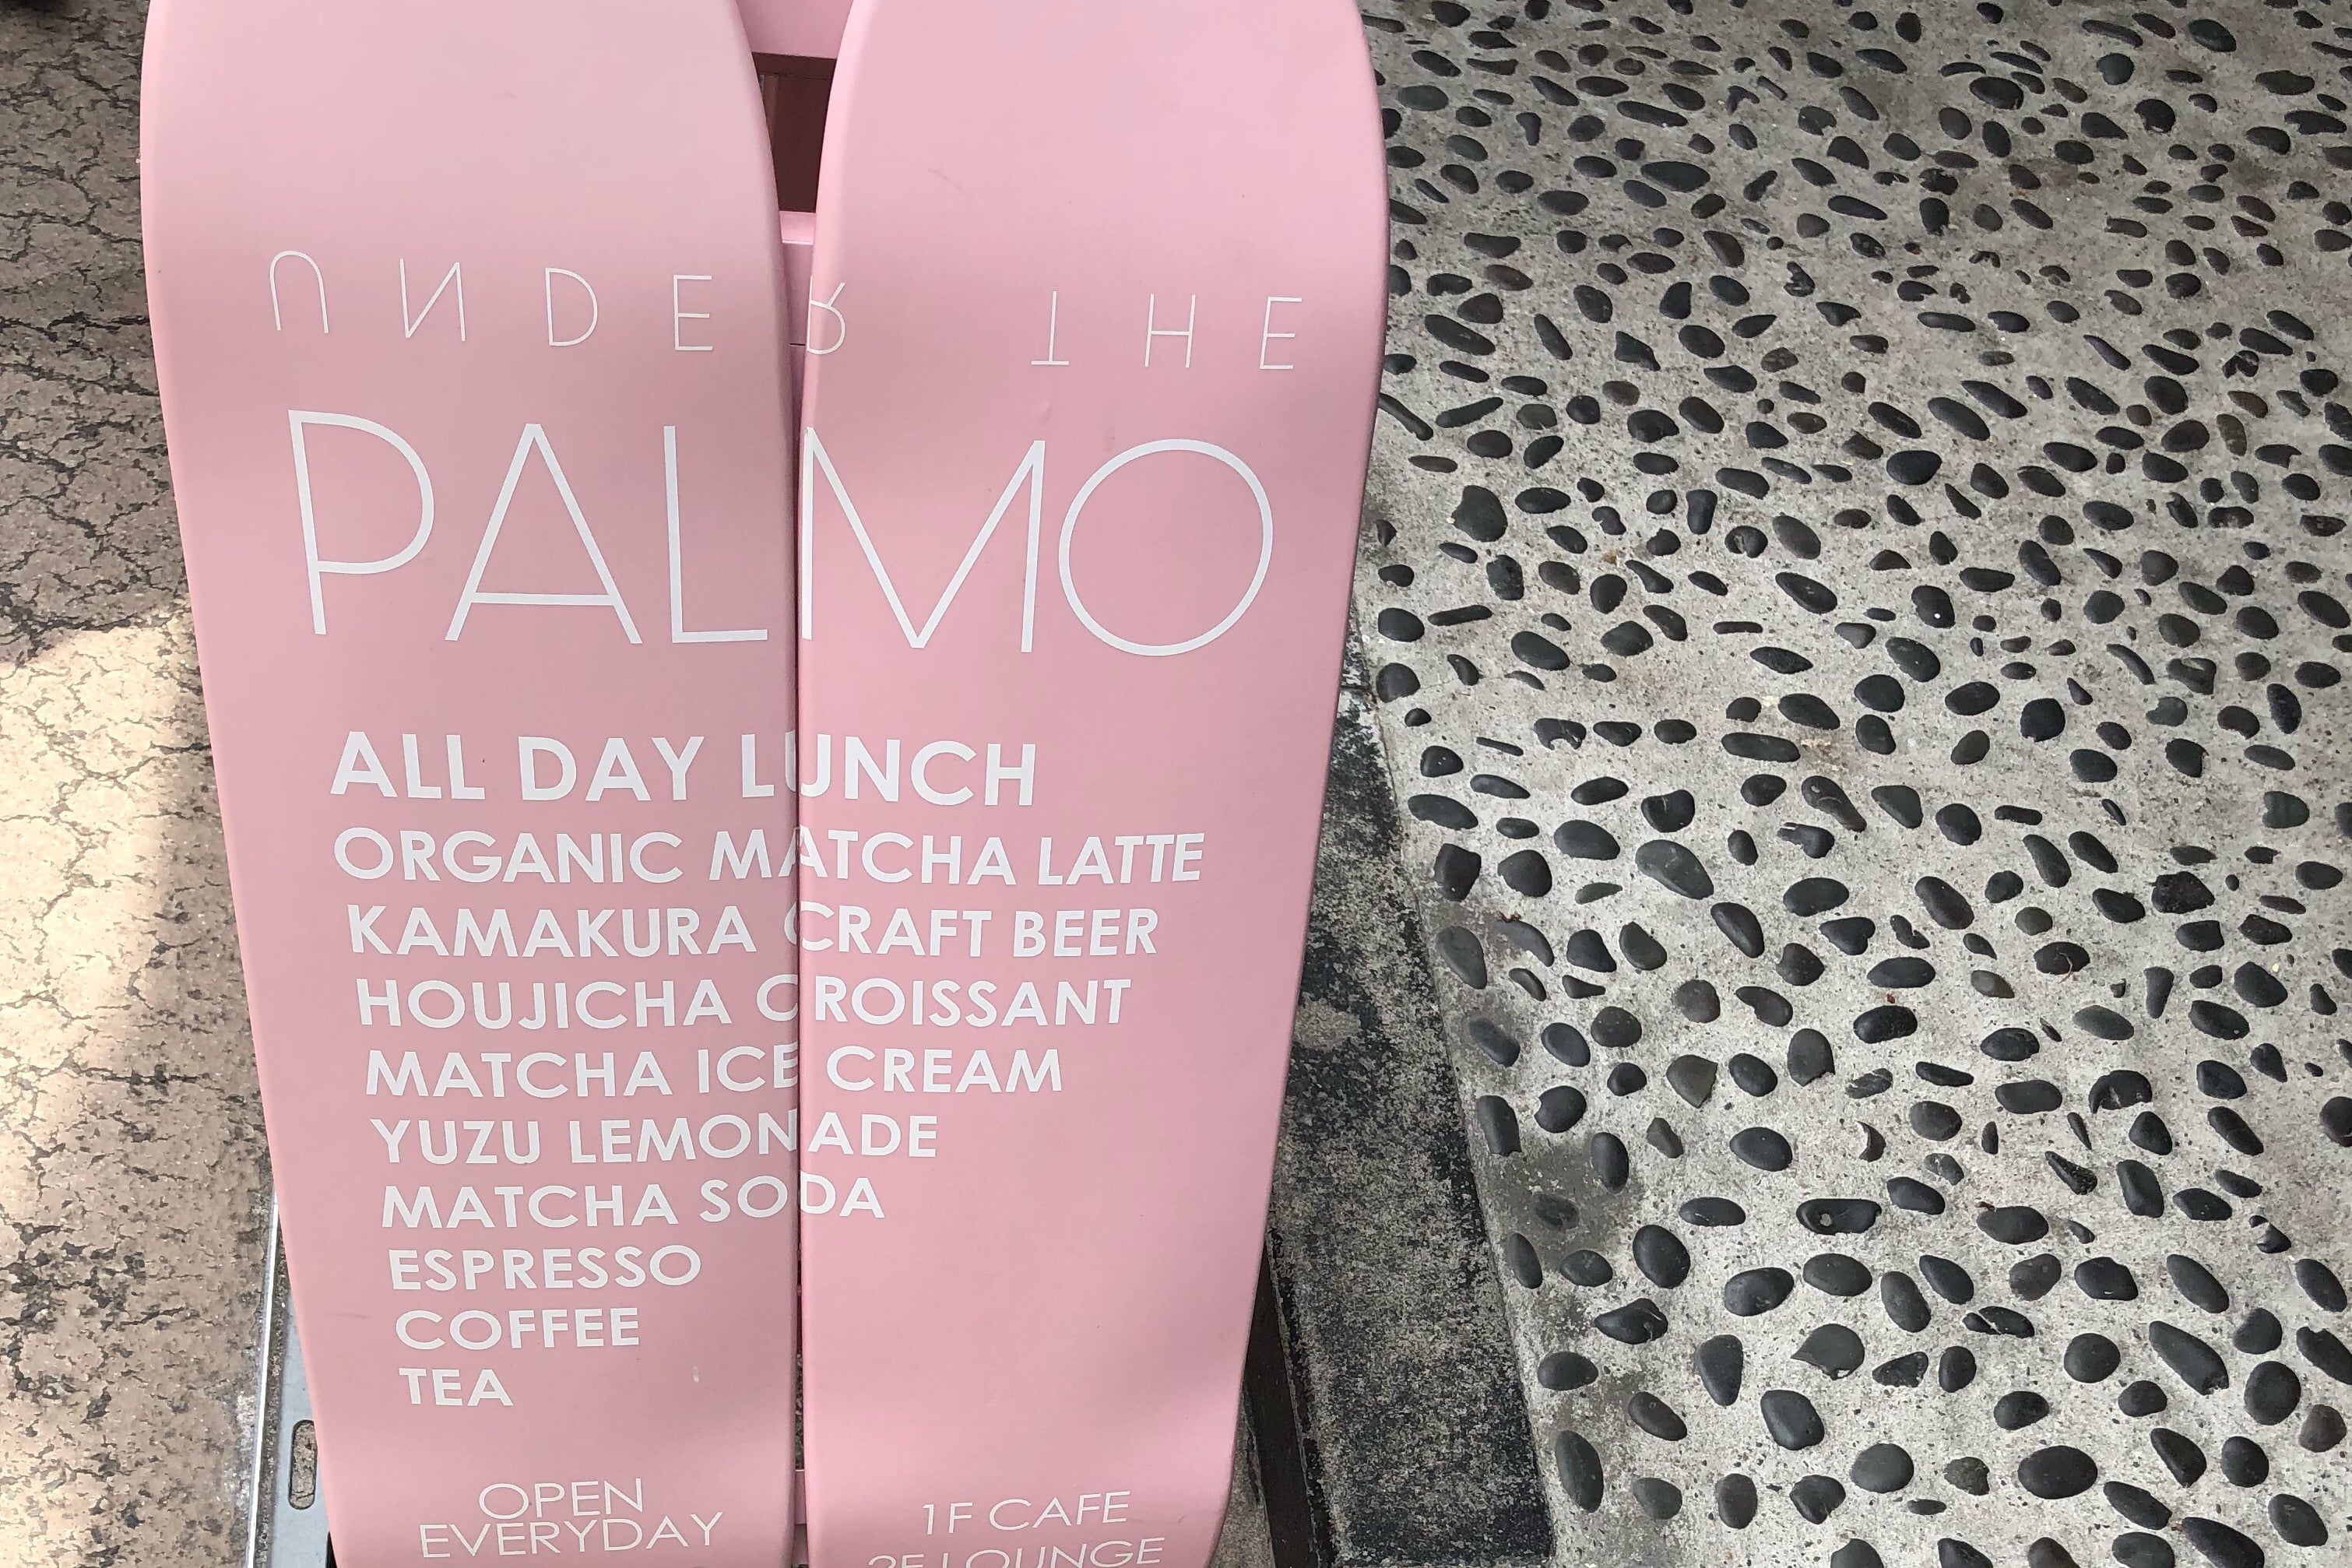 UNDER THE
PALMO
ALL DAY LUNCH
ORGANIC MATCHA LATTE
KAMAKURA CRAFT BEER
HOUJICHA CROISSANT
MATCHA ICE CREAM
YUZU LEMONADE
MATCHA SODA
ESPRESSO
COFFEE
TEA
OPEN
EVERYDAY
1F CAFE
2F LOUNGE